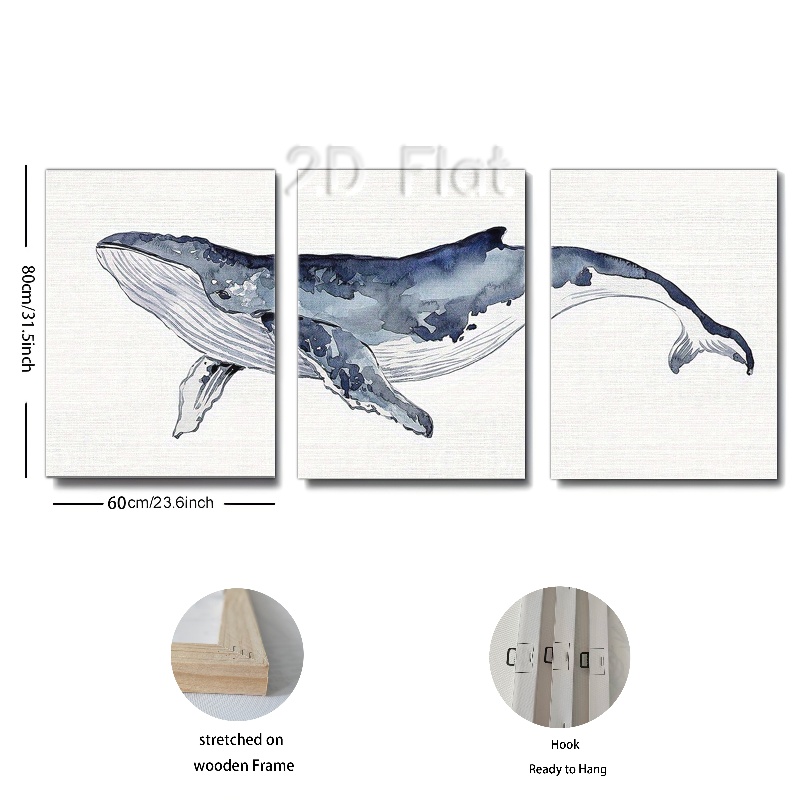 2D Flat
80cm/31.5inch
60cm/23.6inch
stretched on
wooden Frame
Hook
Ready to Hang